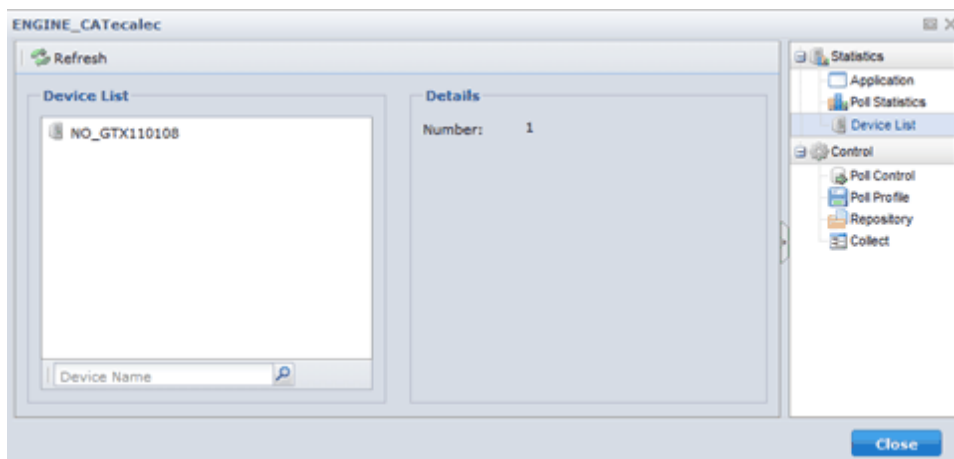 ENGINE_CATecalec
Refresh
Device List
NO_GTX110108
Device Name
Details
Number: 1
Statistics
Application
Poll Statistics
Device List
Control
Poll Control
Poll Profile
Repository
Collect
Close